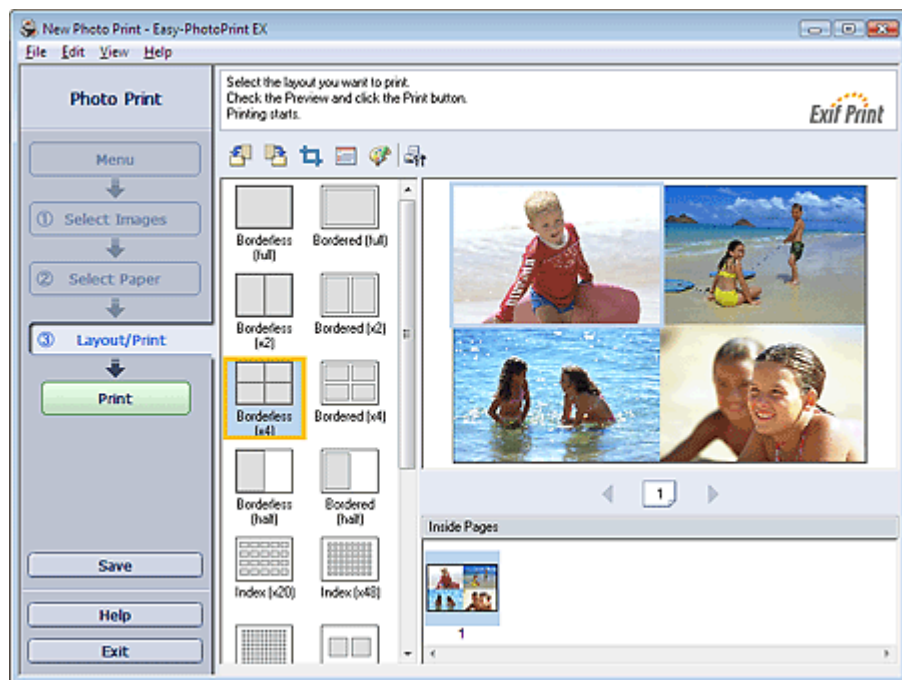 New Photo Print - Easy-PhotoPrint EX
File Edit View Help
Photo Print
Select the layout you want to print.
Check the Preview and click the Print button.
Printing starts.
Exif Print
Menu
① Select Images
② Select Paper
③ Layout/Print
Print
Save
Help
Exit
Borderless
(full)
Bordered (full)
Borderless
(x2)
Bordered (x2)
Borderless
(x4)
Bordered (x4)
Borderless
(half)
Bordered
(half)
Index (x20)
Index (x48)
1
Inside Pages
1